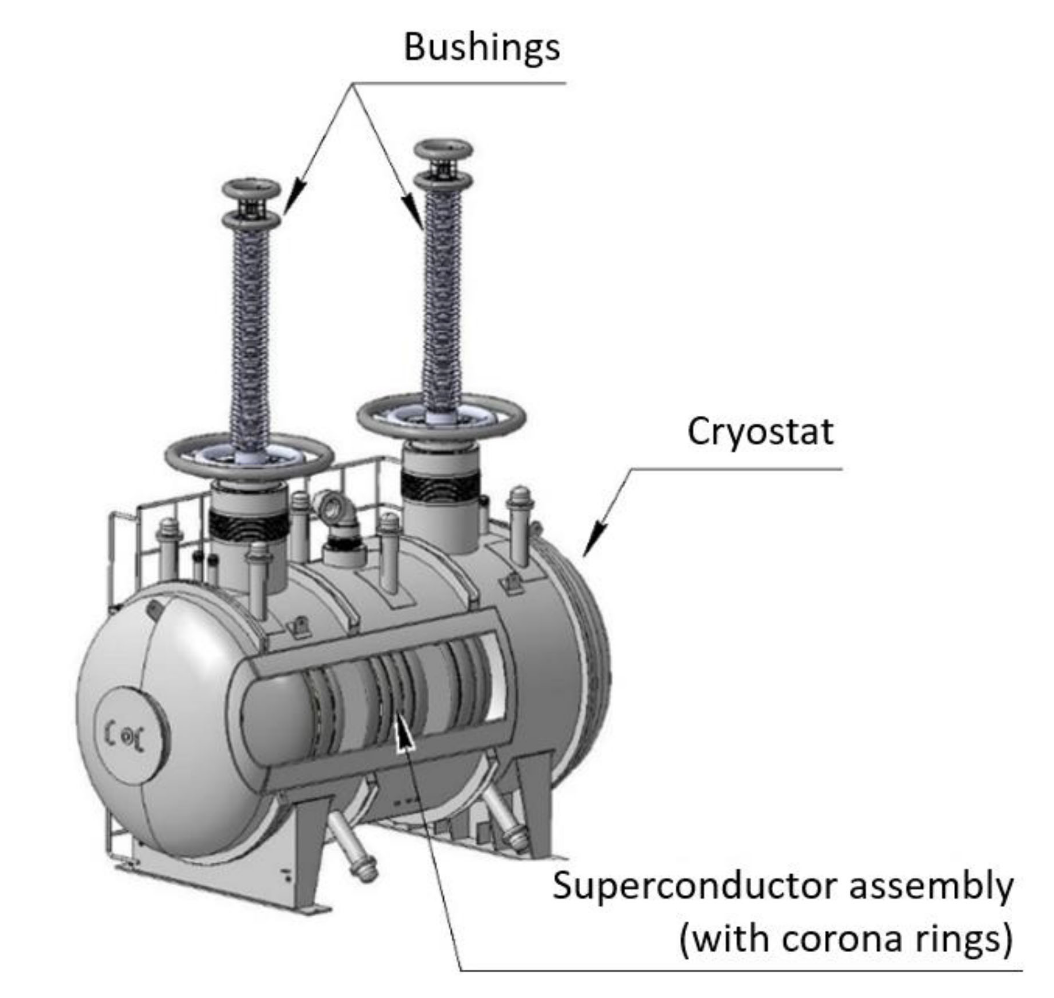 Bushings
Cryostat
Superconductor assembly
(with corona rings)